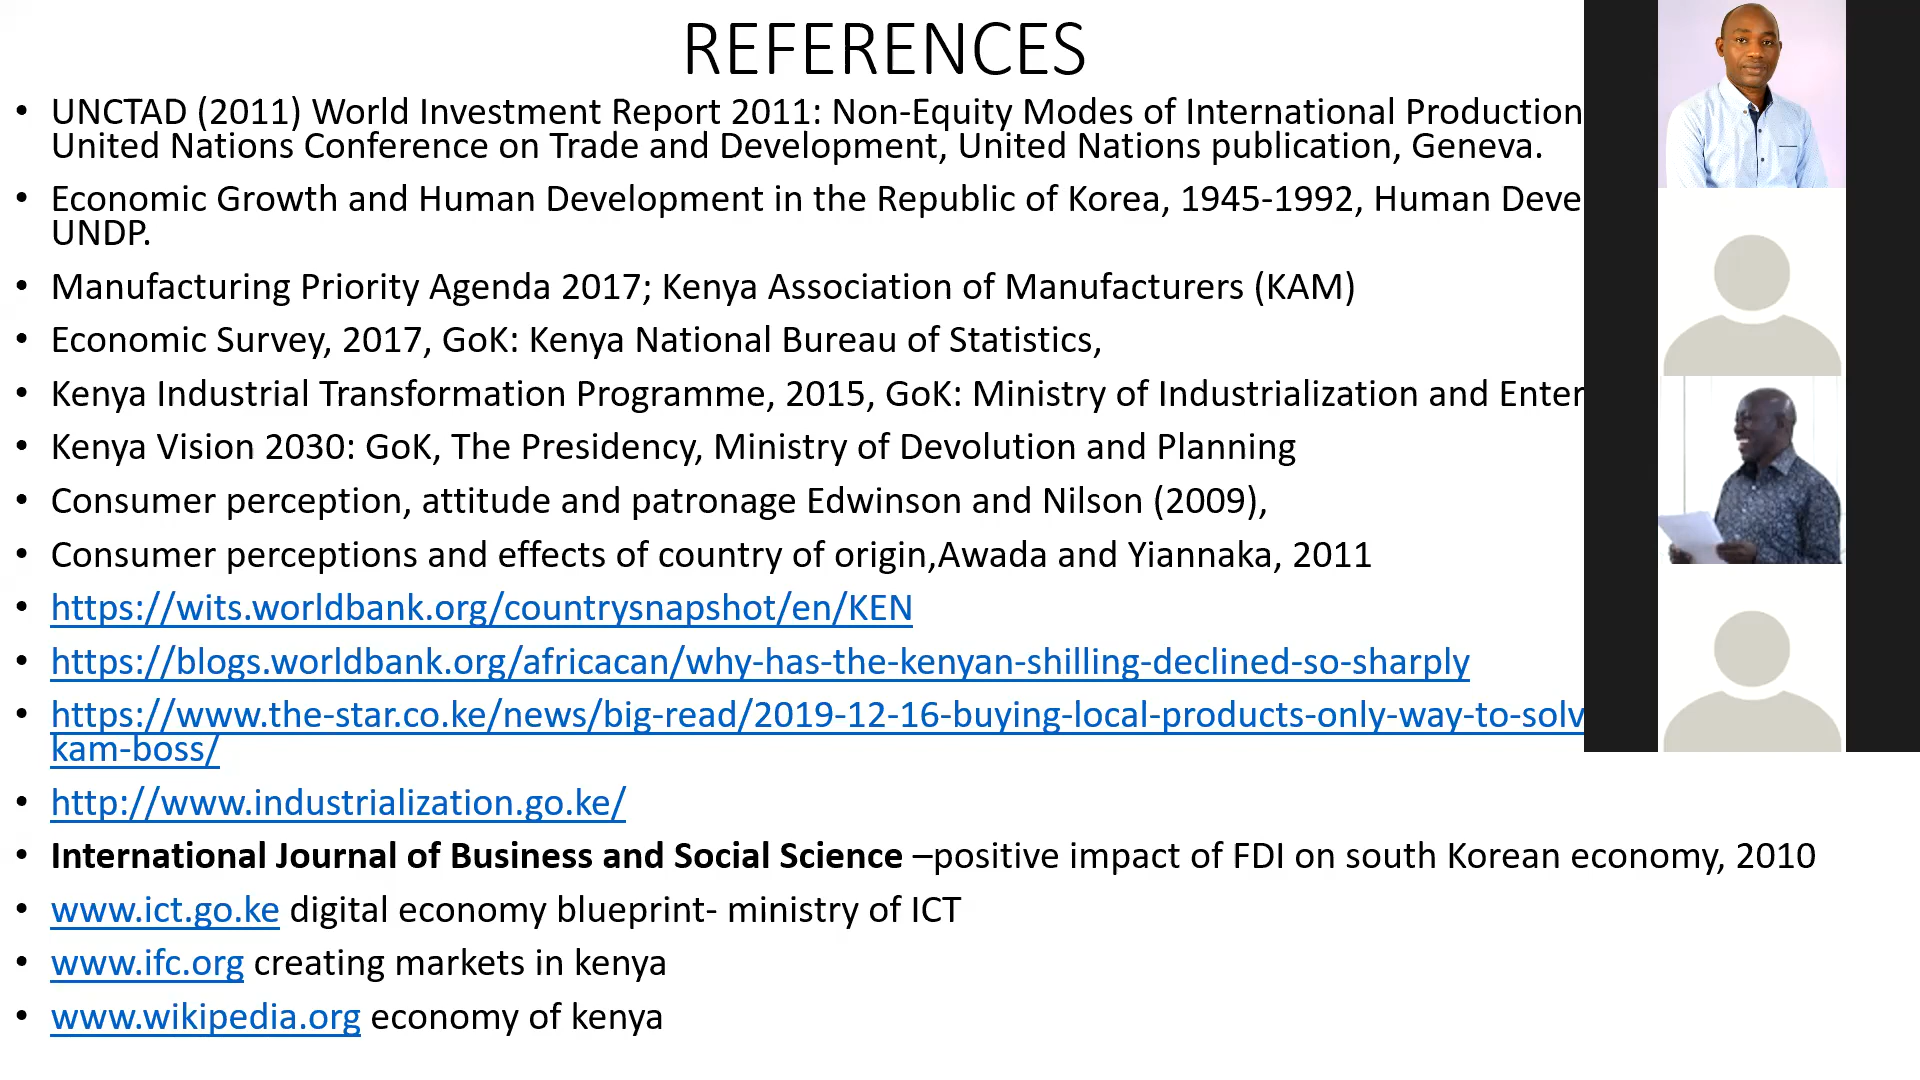 REFERENCES
• UNCTAD (2011) World Investment Report 2011: Non-Equity Modes of International Production
United Nations Conference on Trade and Development, United Nations publication, Geneva.
• Economic Growth and Human Development in the Republic of Korea, 1945-1992, Human Deve
UNDP.
• Manufacturing Priority Agenda 2017; Kenya Association of Manufacturers (KAM)
• Economic Survey, 2017, GoK: Kenya National Bureau of Statistics,
• Kenya Industrial Transformation Programme, 2015, GoK: Ministry of Industrialization and Enter
• Kenya Vision 2030: GoK, The Presidency, Ministry of Devolution and Planning
• Consumer perception, attitude and patronage Edwinson and Nilson (2009),
• Consumer perceptions and effects of country of origin,Awada and Yiannaka, 2011
• https://wits.worldbank.org/countrysnapshot/en/KEN
• https://blogs.worldbank.org/africacan/why-has-the-kenyan-shilling-declined-so-sharply
• https://www.the-star.co.ke/news/big-read/2019-12-16-buying-local-products-only-way-to-solv
kam-boss/
• http://www.industrialization.go.ke/
• International Journal of Business and Social Science –positive impact of FDI on south Korean economy, 2010
• www.ict.go.ke digital economy blueprint- ministry of ICT
• www.ifc.org creating markets in kenya
• www.wikipedia.org economy of kenya